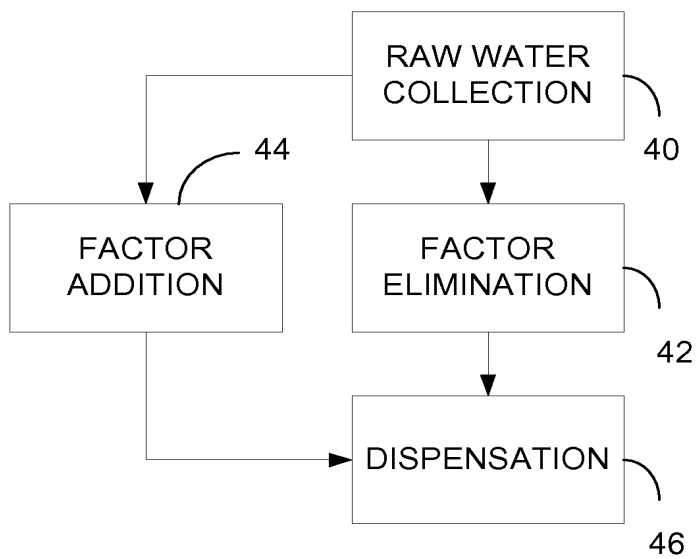 RAW WATER
COLLECTION
40
44
FACTOR
ADDITION
FACTOR
ELIMINATION
42
DISPENSATION
46